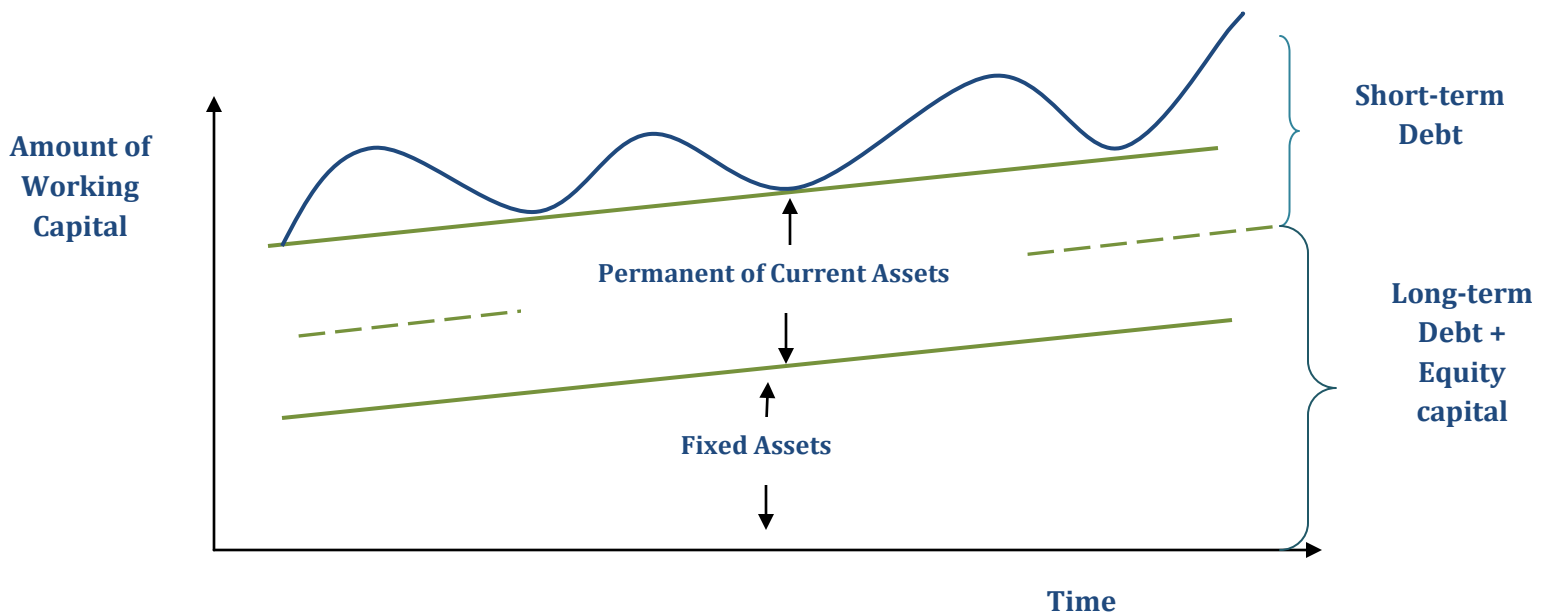 Amount of
Working
Capital
Short-term
Debt
Permanent of Current Assets
Long-term
Debt +
Equity
capital
Fixed Assets
Time